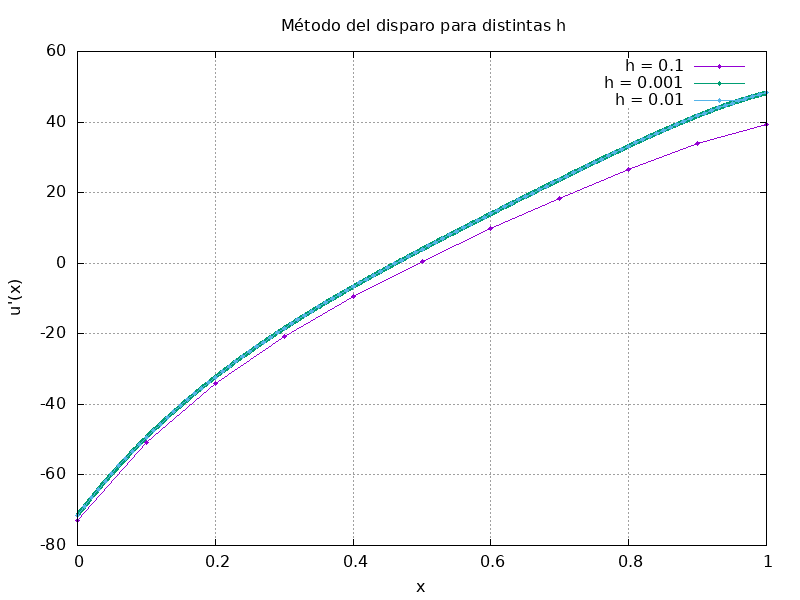 Método del disparo para distintas h
60
40
20
0
-20
-40
-60
-80
u'(x)
h = 0.1
h = 0.001
h = 0.01
0
0.2
0.4
0.6
0.8
1
x